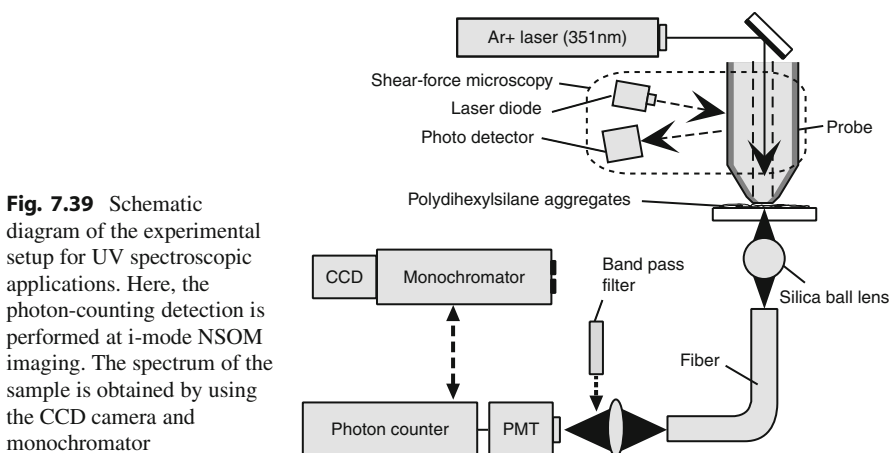 Ar+ laser (351nm)
Shear-force microscopy
Laser diode
Photo detector
Probe
Polydihexylsilane aggregates
Silica ball lens
CCD
Monochromator
Band pass
filter
Fiber
Photon counter
PMT
Fig. 7.39 Schematic
diagram of the experimental
setup for UV spectroscopic
applications. Here, the
photon-counting detection is
performed at i-mode NSOM
imaging. The spectrum of the
sample is obtained by using
the CCD camera and
monochromator